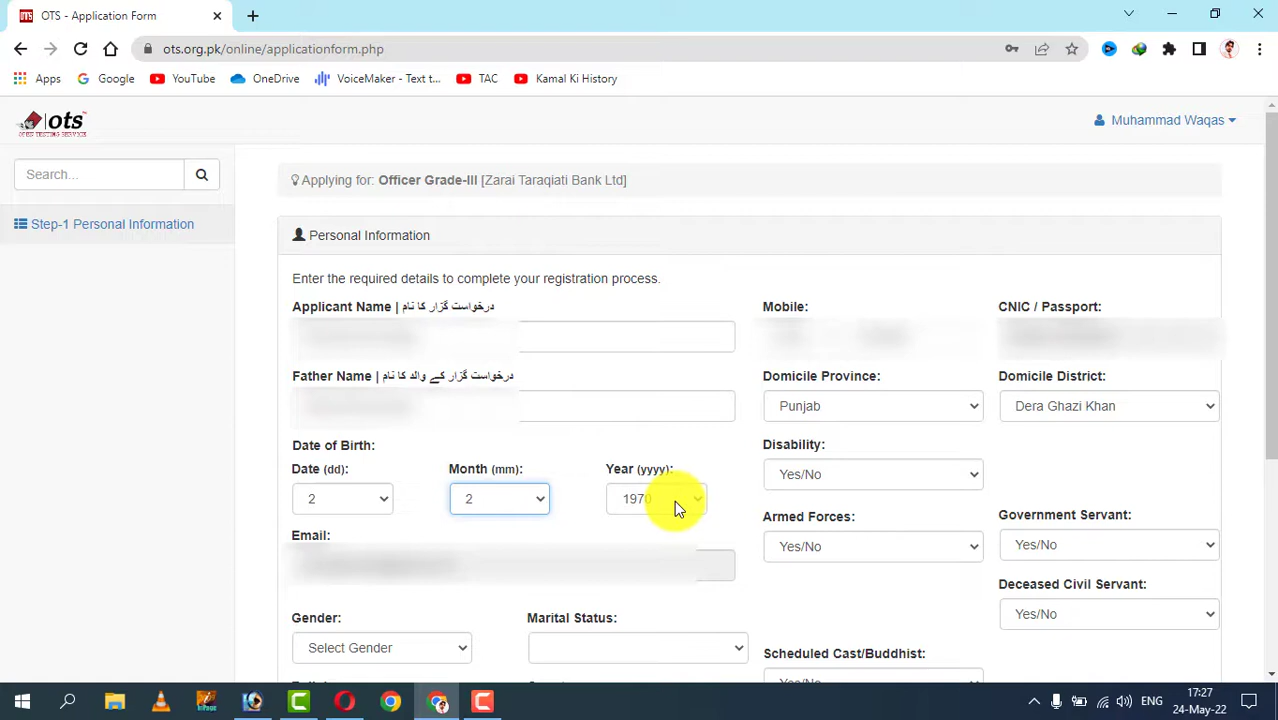 OTS - Application Form
ots.org.pk/online/applicationform.php
Apps
Google
YouTube
OneDrive
VoiceMaker - Text t...
TAC
Kamal Ki History
ots
OPEN TESTING SERVICE
Muhammad Waqas
Search...
Applying for: Officer Grade-III [Zarai Taraqiati Bank Ltd]
Step-1 Personal Information
Personal Information
Enter the required details to complete your registration process.
Applicant Name | درخواست گزار کا نام
Mobile:
CNIC / Passport:
Father Name | درخواست گزار کے والد کا نام
Domicile Province:
Domicile District:
Punjab
Dera Ghazi Khan
Date of Birth:
Disability:
Date (dd):
Month (mm):
Year (yyyy):
Yes/No
2
2
1970
Armed Forces:
Government Servant:
Email:
Yes/No
Yes/No
Deceased Civil Servant:
Yes/No
Gender:
Marital Status:
Select Gender
Scheduled Cast/Buddhist:
ENG
17:27
24-May-22